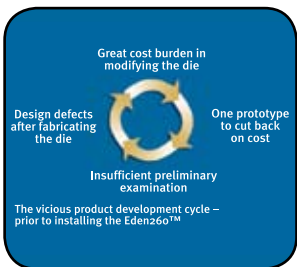 Great cost burden in
modifying the die
Design defects
after fabricating
the die
One prototype
to cut back
on cost
Insufficient preliminary
examination
The vicious product development cycle –
prior to installing the Eden260™